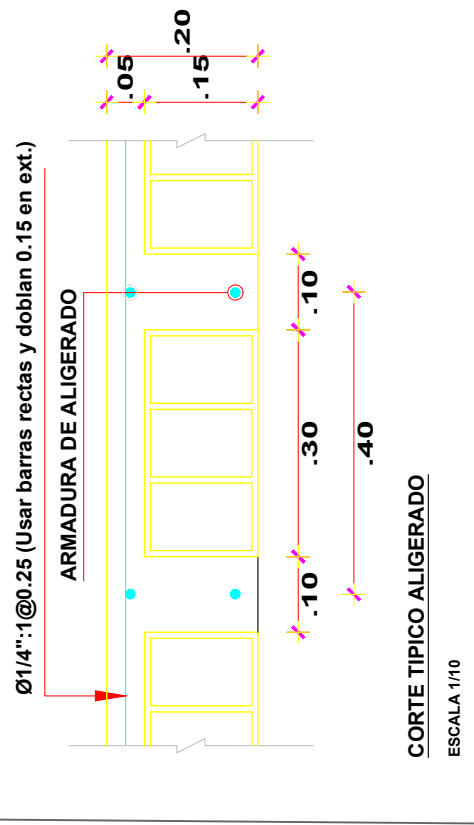 Ø1/4":1@0.25 (Usar barras rectas y doblan 0.15 en ext.)
ARMADURA DE ALIGERADO
.05
.15
.20
.10
.30
.10
.40
CORTE TIPICO ALIGERADO
ESCALA 1/10